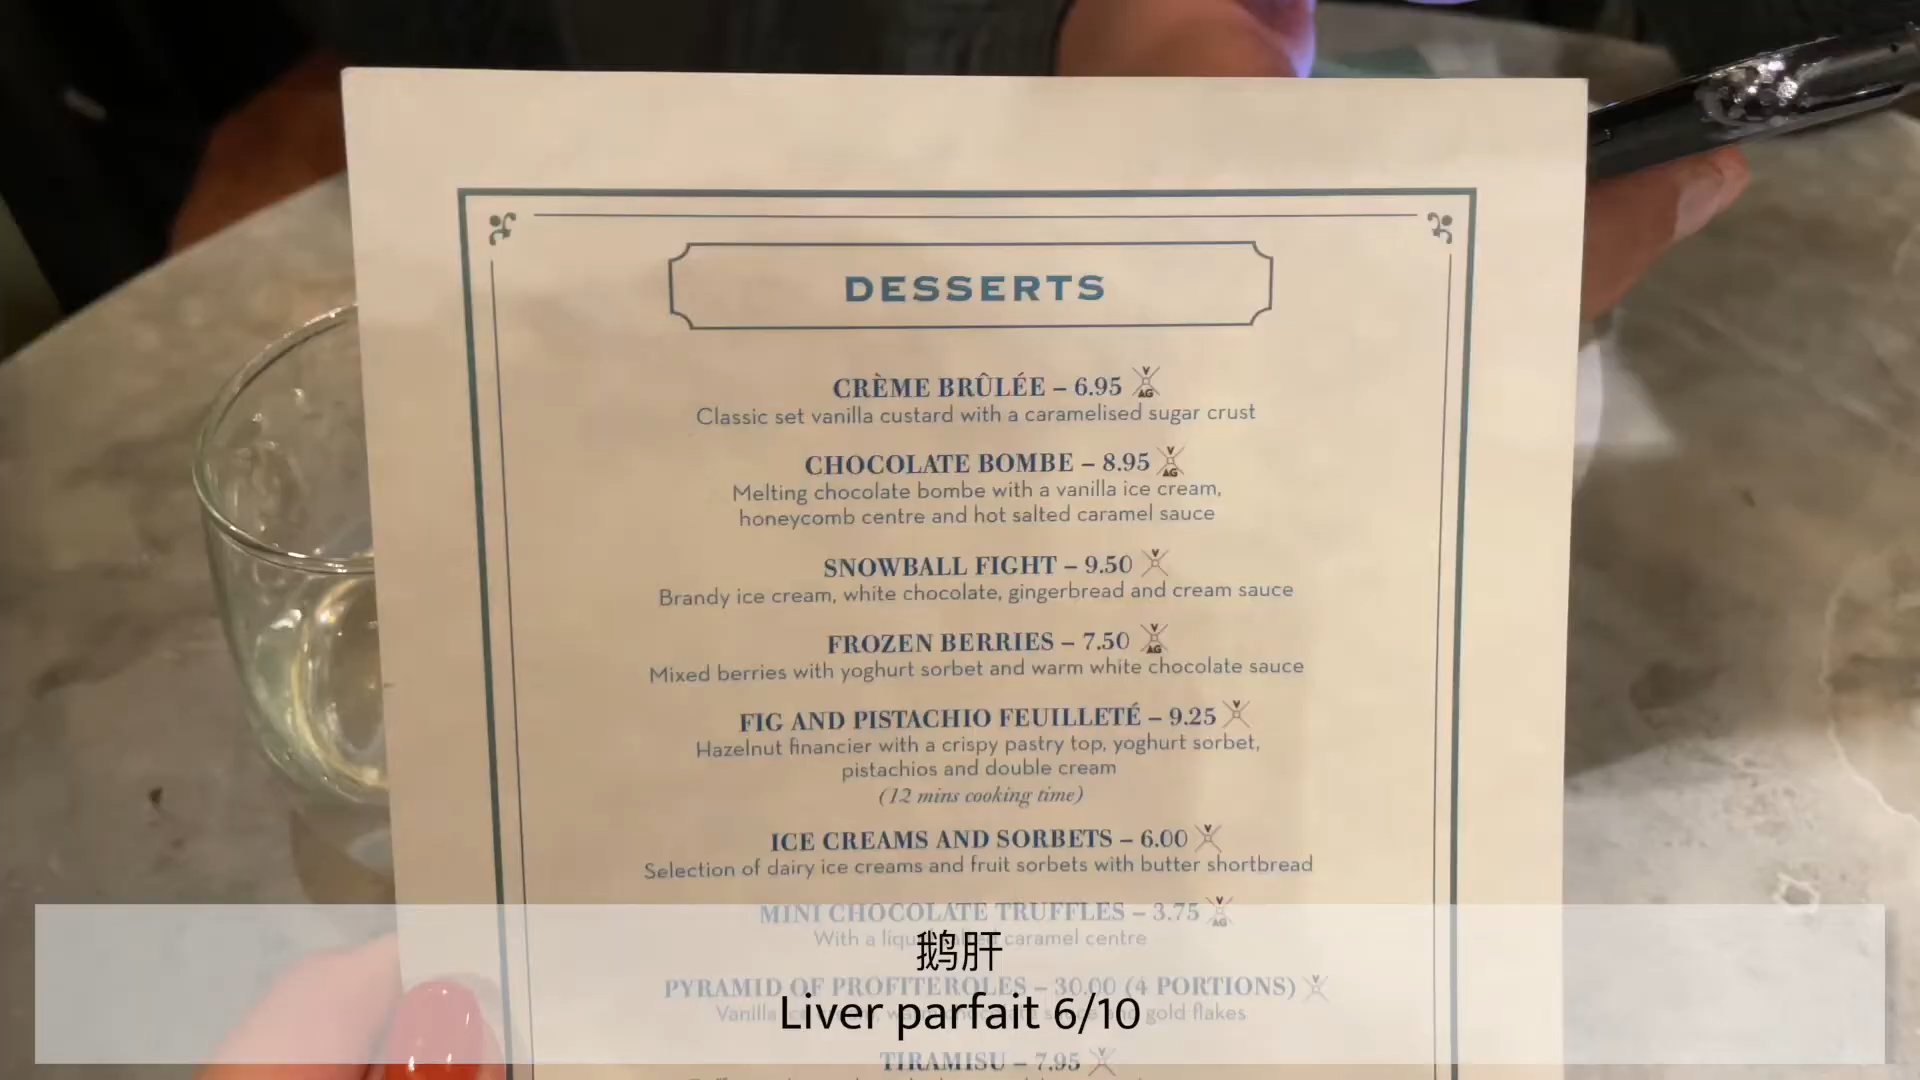 DESSERTS
CRÈME BRÛLÉE – 6.95 V AG
Classic set vanilla custard with a caramelised sugar crust
CHOCOLATE BOMBE – 8.95 V AG
Melting chocolate bombe with a vanilla ice cream,
honeycomb centre and hot salted caramel sauce
SNOWBALL FIGHT – 9.50 V
Brandy ice cream, white chocolate, gingerbread and cream sauce
FROZEN BERRIES – 7.50 V AG
Mixed berries with yoghurt sorbet and warm white chocolate sauce
FIG AND PISTACHIO FEUILLETÉ – 9.25 V
Hazelnut financier with a crispy pastry top, yoghurt sorbet,
pistachios and double cream
(12 mins cooking time)
ICE CREAMS AND SORBETS – 6.00 V
Selection of dairy ice creams and fruit sorbets with butter shortbread
MINI CHOCOLATE TRUFFLES – 3.75 V AG
With a caramel centre
鹅肝
PYRAMID OF PROFITEROLES – 30.00 (4 PORTIONS) V
Vanilla gold flakes
Liver parfait 6/10
TIRAMISU – 7.95 V